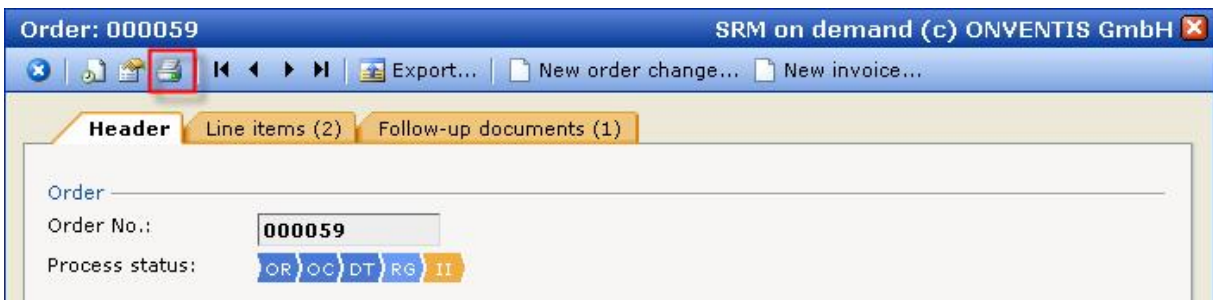 Order: 000059 SRM on demand (c) ONVENTIS GmbH
Export... New order change... New invoice...
Header Line items (2) Follow-up documents (1)
Order
Order No.: 000059
Process status: OR OC DT RG II